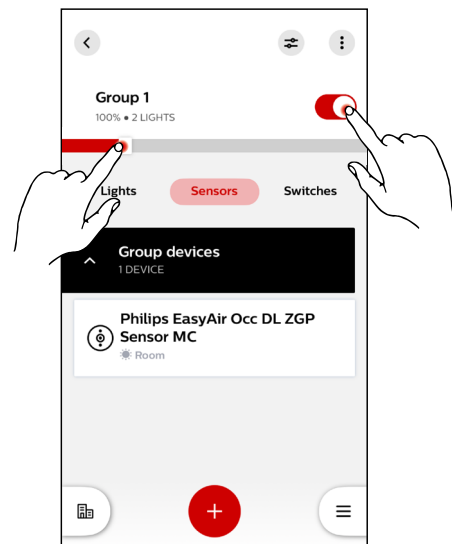 Group 1
100% • 2 LIGHTS
Lights Sensors Switches
Group devices
1 DEVICE
Philips EasyAir Occ DL ZGP
Sensor MC
Room